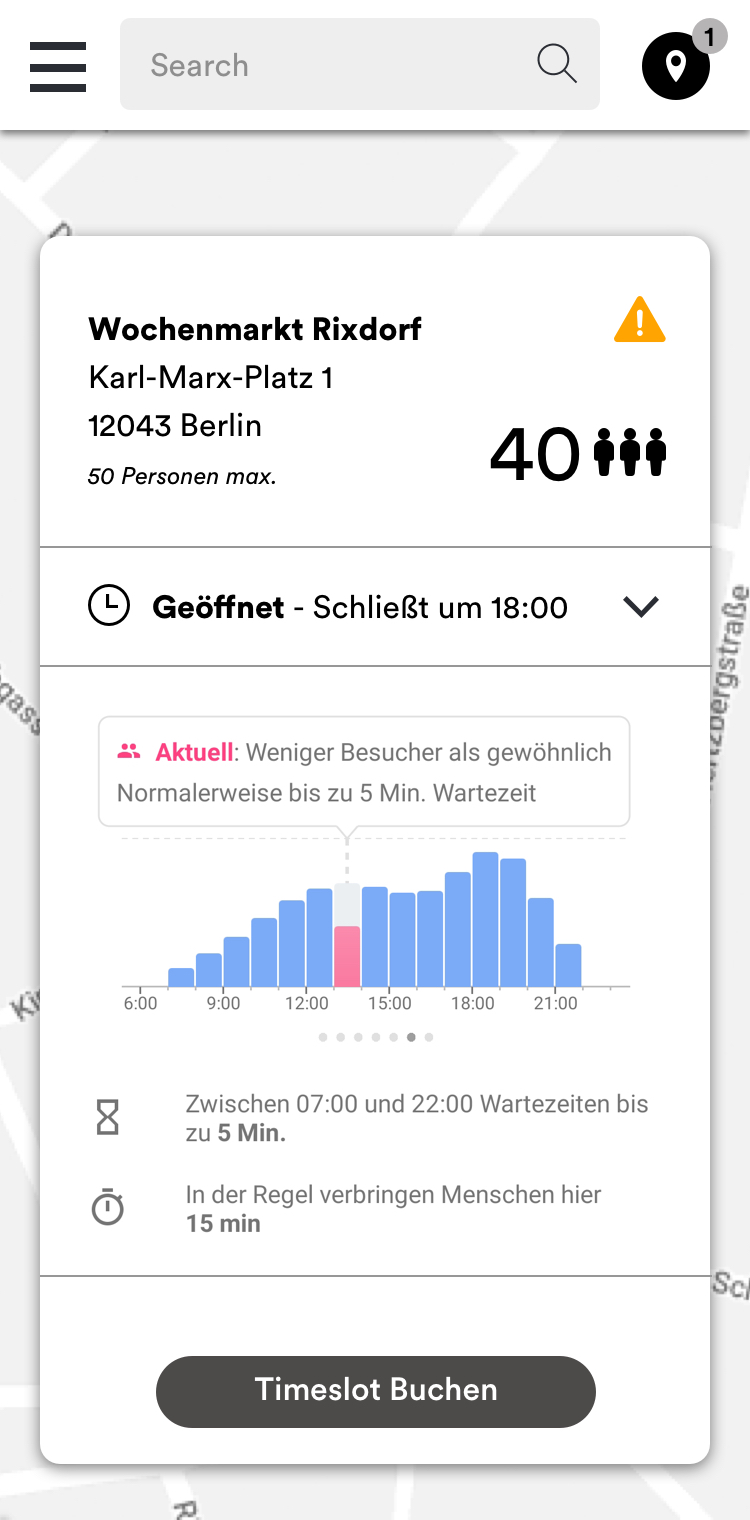 Search
1
Wochenmarkt Rixdorf
Karl-Marx-Platz 1
12043 Berlin
50 Personen max.
40
Geöffnet - Schließt um 18:00
Aktuell: Weniger Besucher als gewöhnlich
Normalerweise bis zu 5 Min. Wartezeit
6:00 9:00 12:00 15:00 18:00 21:00
Zwischen 07:00 und 22:00 Wartezeiten bis
zu 5 Min.
In der Regel verbringen Menschen hier
15 min
Timeslot Buchen